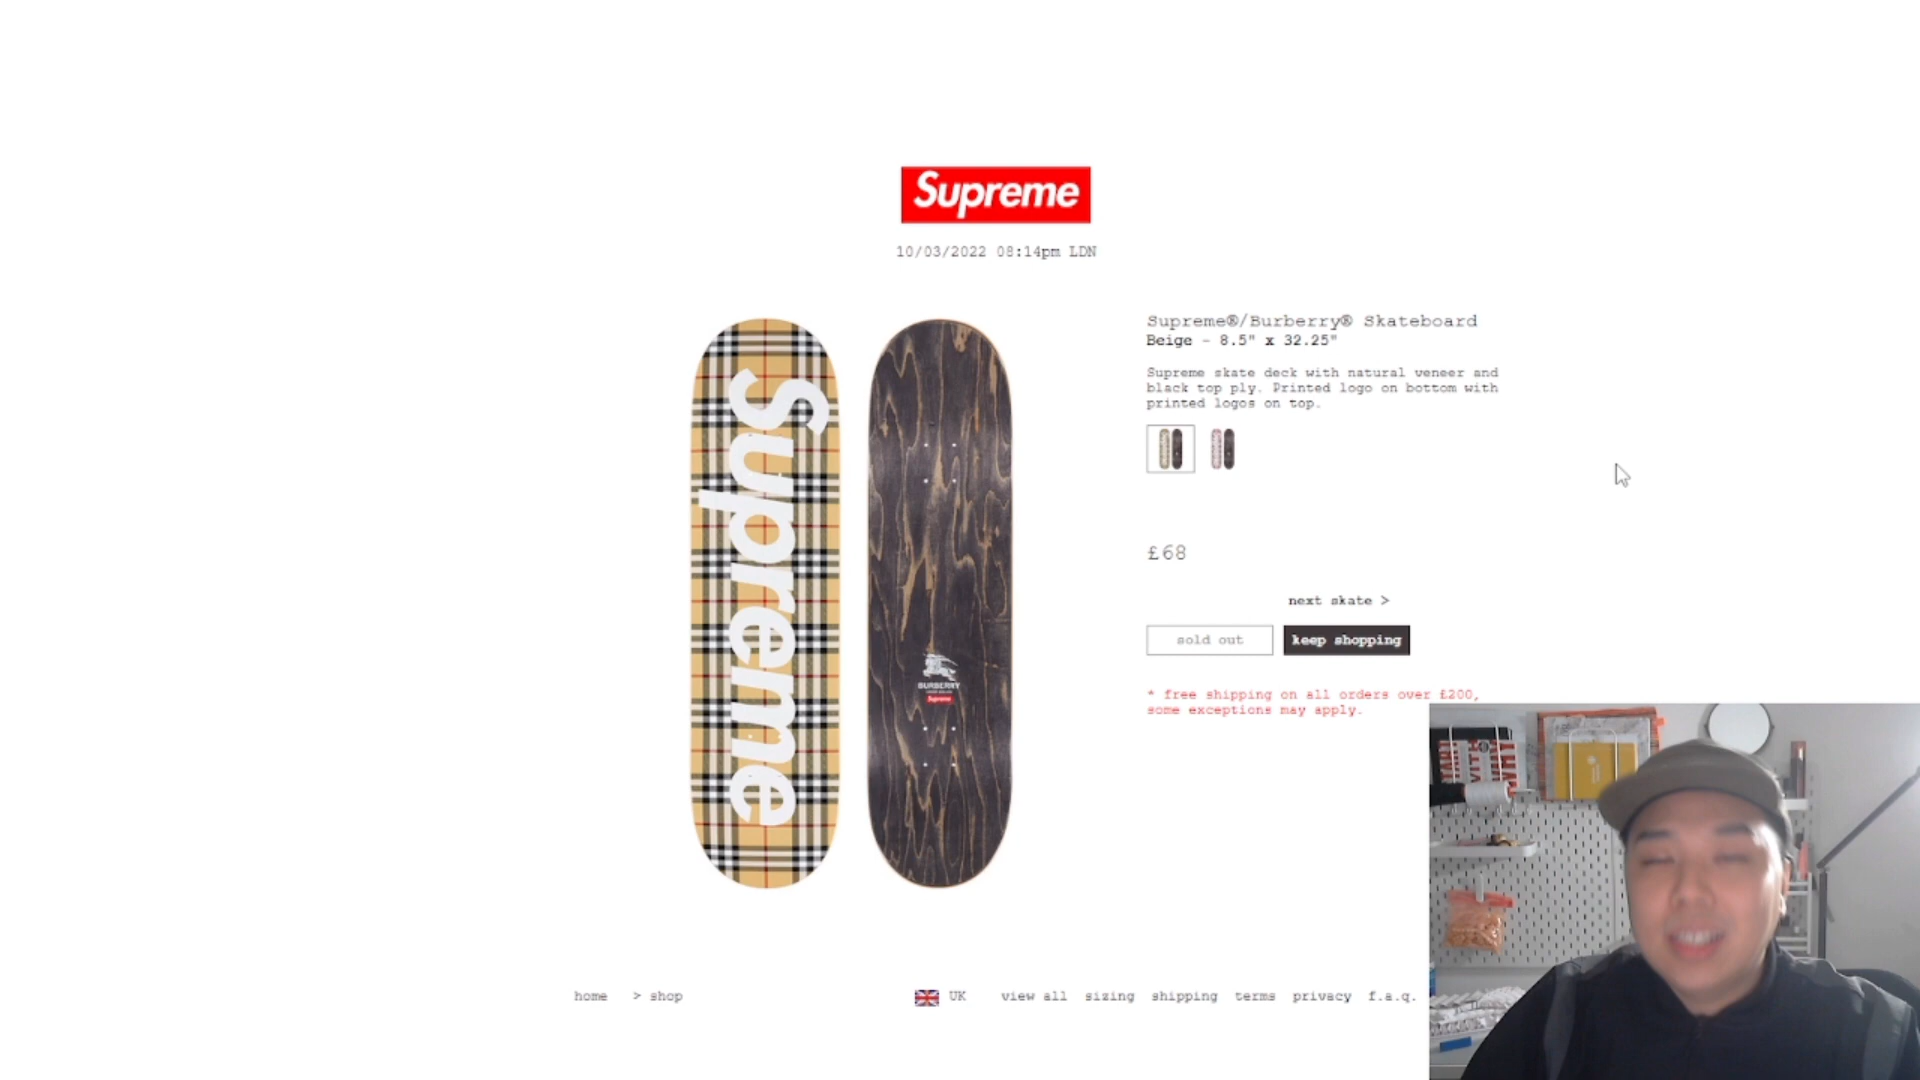 Supreme
10/03/2022 08:14pm LDN
Supreme
BURBERRY
Supreme
Supreme®/Burberry® Skateboard
Beige - 8.5" x 32.25"
Supreme skate deck with natural veneer and
black top ply. Printed logo on bottom with
printed logos on top.
£68
next skate >
sold out
keep shopping
* free shipping on all orders over £200,
some exceptions may apply.
home > shop
UK view all sizing shipping terms privacy f.a.q.